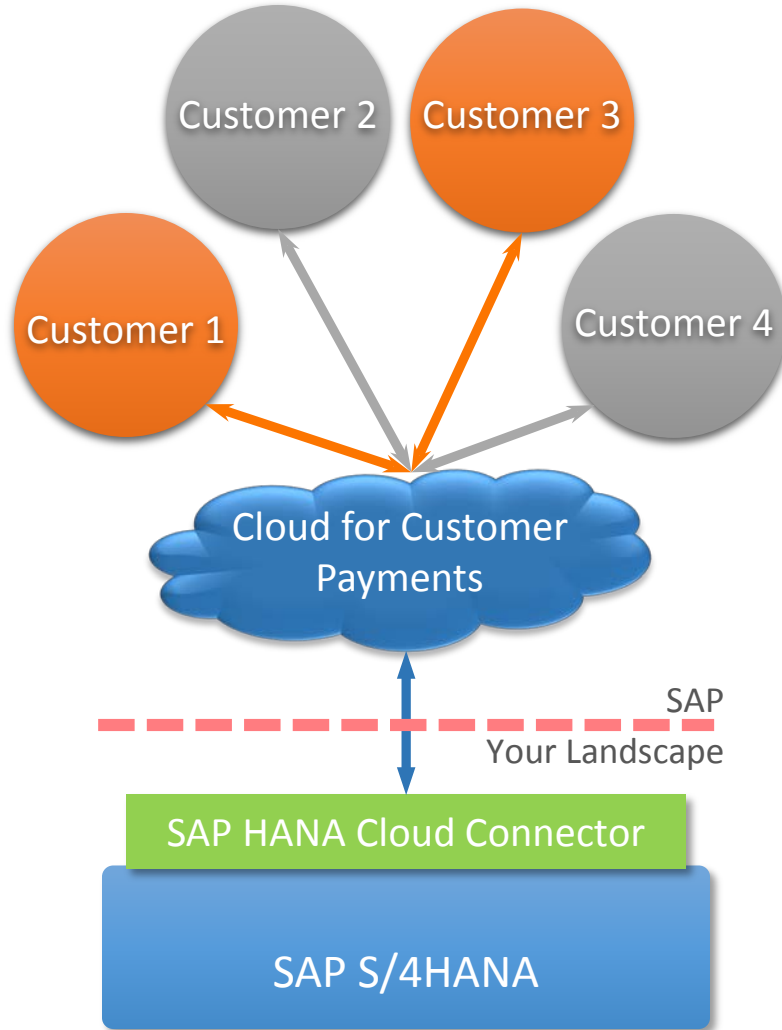 Customer 2
Customer 3
Customer 1
Customer 4
Cloud for Customer
Payments
SAP
Your Landscape
SAP HANA Cloud Connector
SAP S/4HANA